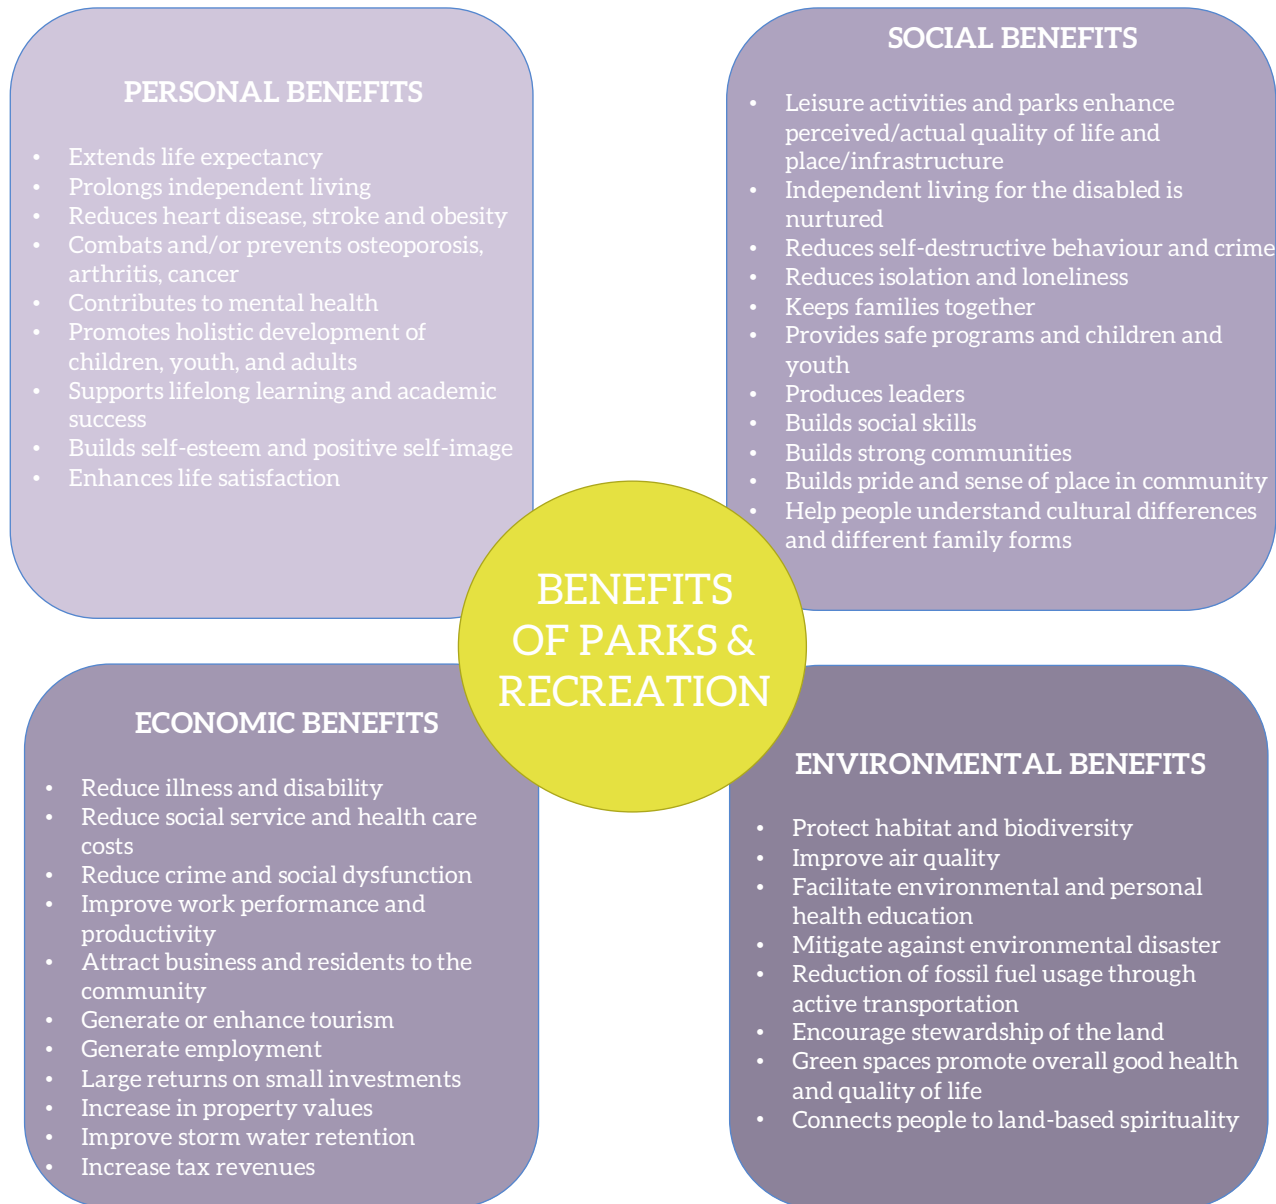 PERSONAL BENEFITS
• Extends life expectancy
• Prolongs independent living
• Reduces heart disease, stroke and obesity
• Combats and/or prevents osteoporosis,
arthritis, cancer
• Contributes to mental health
• Promotes holistic development of
children, youth, and adults
• Supports lifelong learning and academic
success
• Builds self-esteem and positive self-image
• Enhances life satisfaction
SOCIAL BENEFITS
• Leisure activities and parks enhance
perceived/actual quality of life and
place/infrastructure
• Independent living for the disabled is
nurtured
• Reduces self-destructive behaviour and crime
• Reduces isolation and loneliness
• Keeps families together
• Provides safe programs and children and
youth
• Produces leaders
• Builds social skills
• Builds strong communities
• Builds pride and sense of place in community
• Help people understand cultural differences
and different family forms
BENEFITS
OF PARKS &
RECREATION
ECONOMIC BENEFITS
• Reduce illness and disability
• Reduce social service and health care
costs
• Reduce crime and social dysfunction
• Improve work performance and
productivity
• Attract business and residents to the
community
• Generate or enhance tourism
• Generate employment
• Large returns on small investments
• Increase in property values
• Improve storm water retention
• Increase tax revenues
ENVIRONMENTAL BENEFITS
• Protect habitat and biodiversity
• Improve air quality
• Facilitate environmental and personal
health education
• Mitigate against environmental disaster
• Reduction of fossil fuel usage through
active transportation
• Encourage stewardship of the land
• Green spaces promote overall good health
and quality of life
• Connects people to land-based spirituality